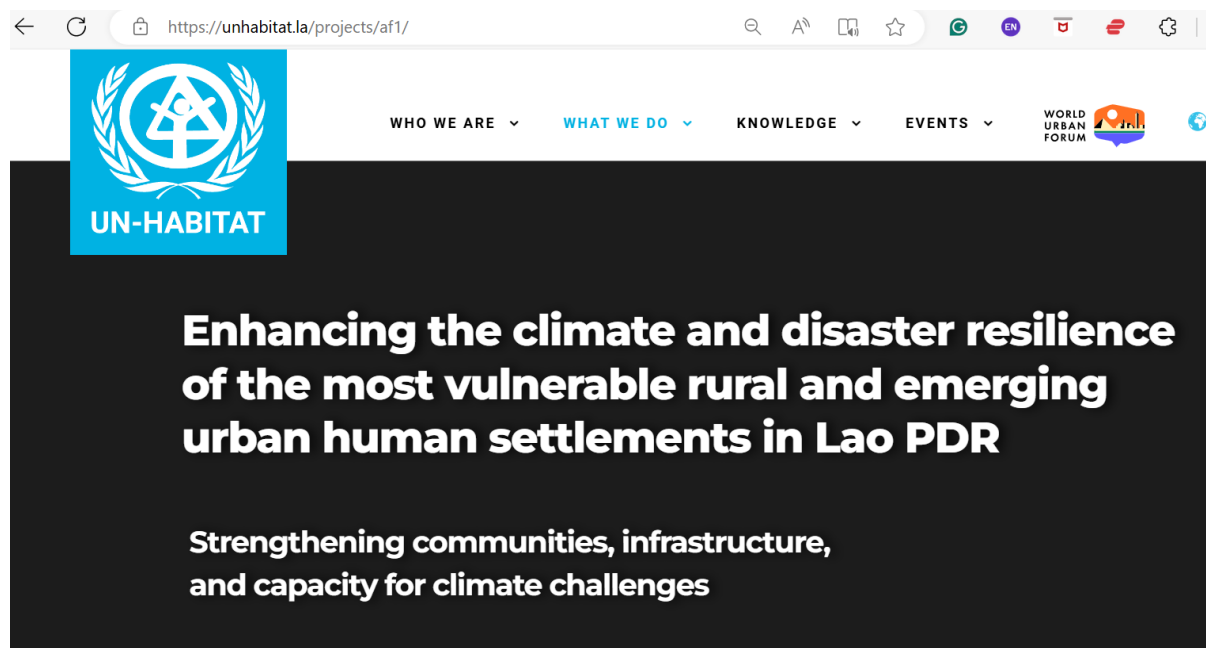 https://unhabitat.la/projects/af1/
EN
WHO WE ARE
WHAT WE DO
KNOWLEDGE
EVENTS
WORLD
URBAN
FORUM
UN-HABITAT
Enhancing the climate and disaster resilience
of the most vulnerable rural and emerging
urban human settlements in Lao PDR
Strengthening communities, infrastructure,
and capacity for climate challenges